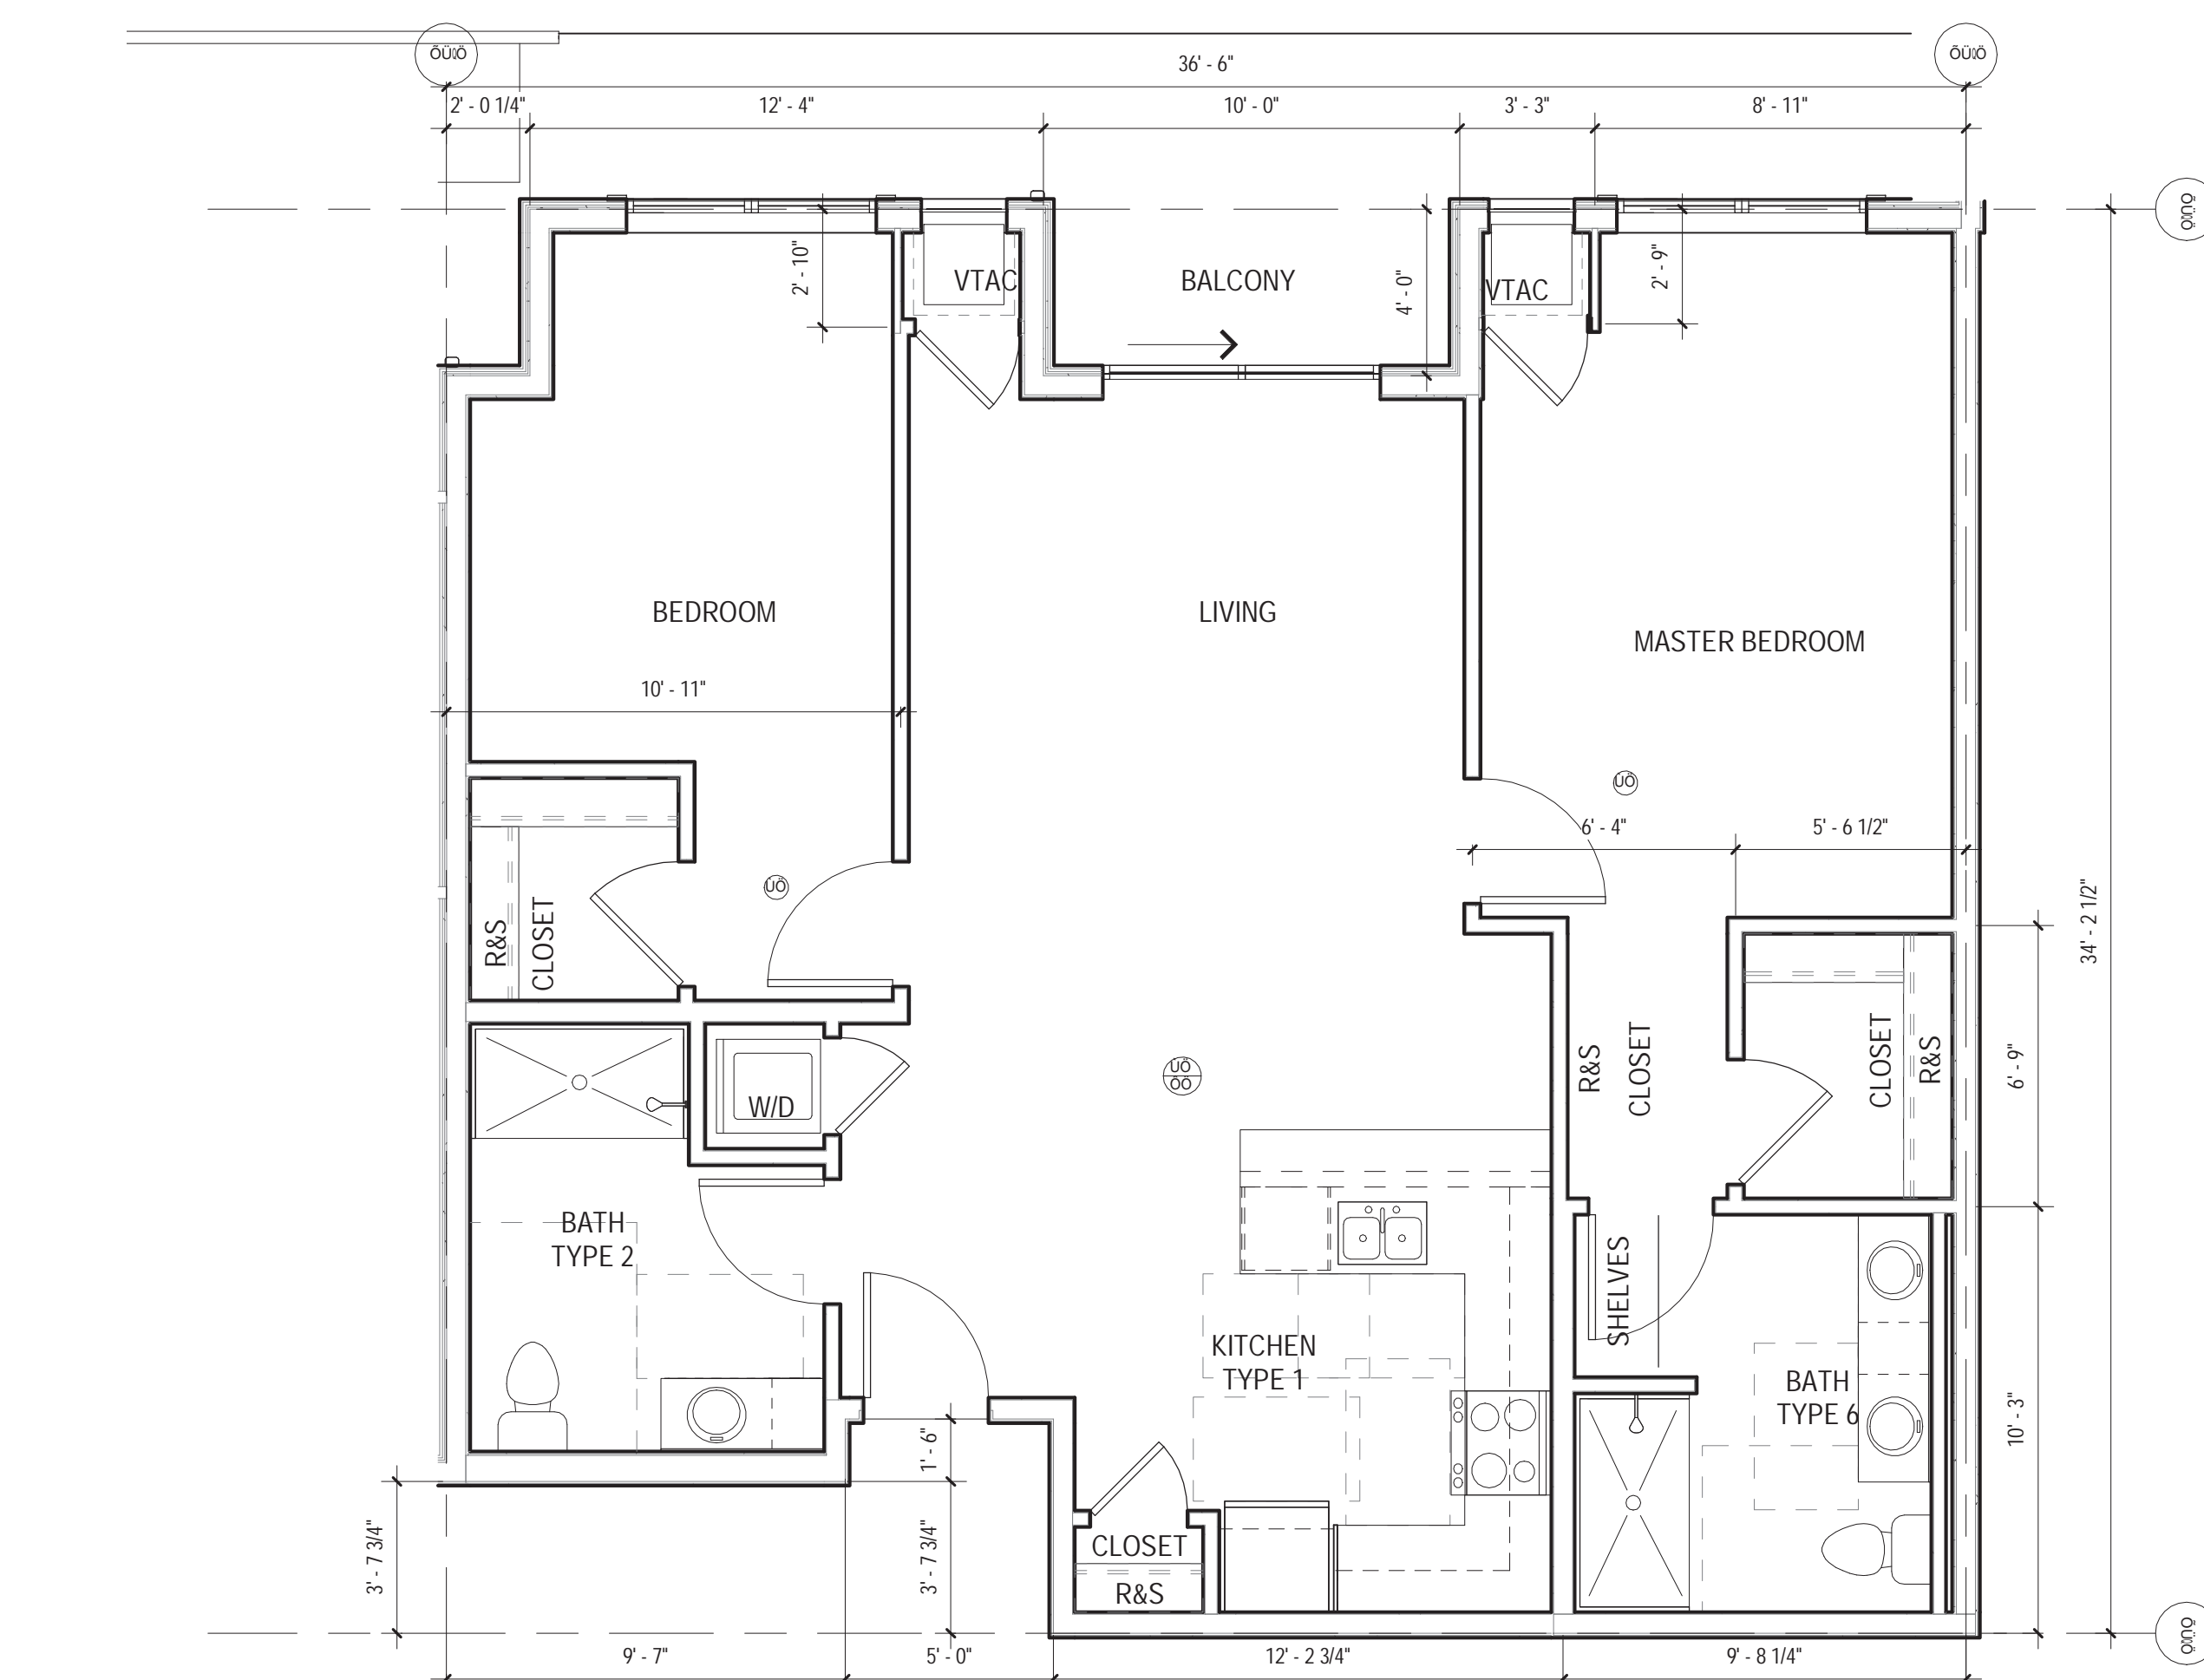 ÕÜÖ
ÕÜÖ
36' - 6"
2' - 0 1/4"
12' - 4"
10' - 0"
3' - 3"
8' - 11"
2' - 10"
VTAC
BALCONY
4' - 0"
VTAC
2' - 9"
BEDROOM
LIVING
MASTER BEDROOM
10' - 11"
ÜÖ
6' - 4"
5' - 6 1/2"
34' - 2 1/2"
ÜÖ
R&S
CLOSET
R&S
CLOSET
CLOSET
R&S
6' - 9"
W/D
BATH
TYPE 2
SHELVES
KITCHEN
TYPE 1
BATH
TYPE 6
10' - 3"
1' - 6"
3' - 7 3/4"
3' - 7 3/4"
CLOSET
R&S
9' - 7"
5' - 0"
12' - 2 3/4"
9' - 8 1/4"